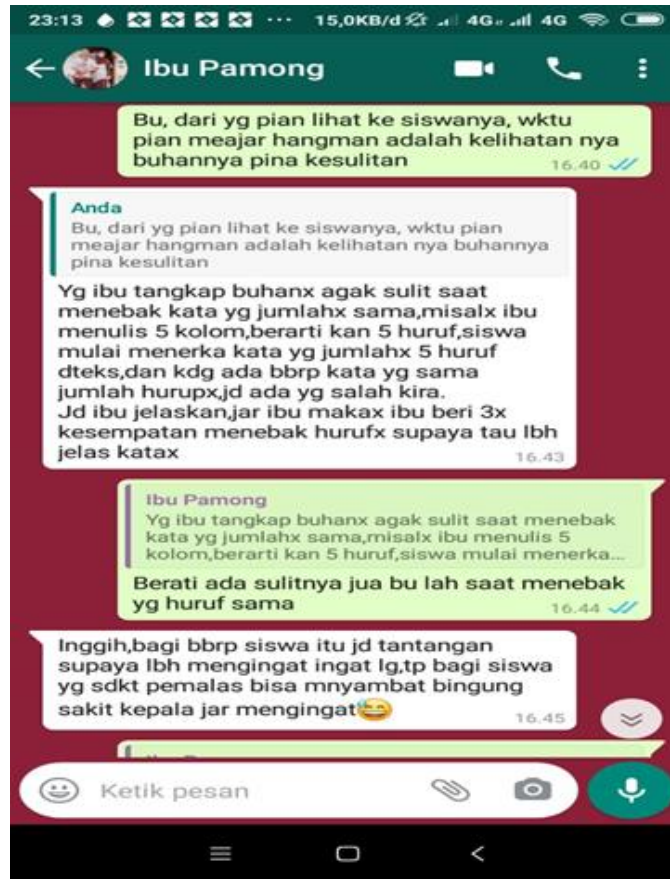 23:13 ... 15,0KB/d 4G 4G
Ibu Pamong
Bu, dari yg pian lihat ke siswanya, wktu
pian meajar hangman adalah kelihatan nya
buhannya pina kesulitan
16.40
Anda
Bu, dari yg pian lihat ke siswanya, wktu pian
meajar hangman adalah kelihatan nya buhannya
pina kesulitan
Yg ibu tangkap buhanx agak sulit saat
menebak kata yg jumlahx sama,misalx ibu
menulis 5 kolom,berarti kan 5 huruf,siswa
mulai menerka kata yg jumlahx 5 huruf
dteks,dan kdg ada bbrp kata yg sama
jumlah hurupx,jd ada yg salah kira.
Jd ibu jelaskan,jar ibu makax ibu beri 3x
kesempatan menebak hurufx supaya tau lbh
jelas katax
16.43
Ibu Pamong
Yg ibu tangkap buhanx agak sulit saat menebak
kata yg jumlahx sama,misalx ibu menulis 5
kolom,berarti kan 5 huruf,siswa mulai menerka...
Berati ada sulitnya jua bu lah saat menebak
yg huruf sama
16.44
Inggih,bagi bbrp siswa itu jd tantangan
supaya lbh mengingat ingat lg,tp bagi siswa
yg sdkt pemalas bisa mnyambat bingung
sakit kepala jar mengingat😅
16.45
Ketik pesan